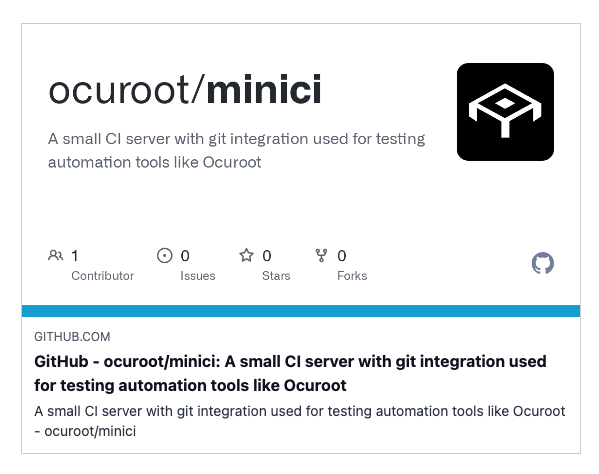 ocuroot/minici
A small CI server with git integration used for testing
automation tools like Ocuroot
1
Contributor
0
Issues
0
Stars
0
Forks
GITHUB.COM
GitHub - ocuroot/minici: A small CI server with git integration used
for testing automation tools like Ocuroot
A small CI server with git integration used for testing automation tools like Ocuroot
- ocuroot/minici